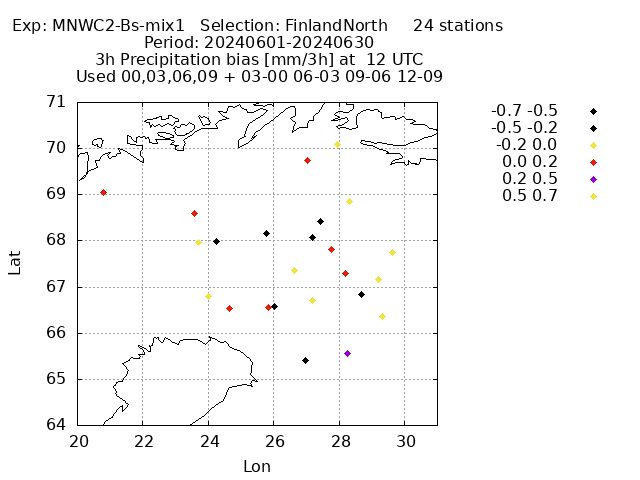 Exp: MNWC2-Bs-mix1   Selection: FinlandNorth     24 stations
Period: 20240601-20240630
3h Precipitation bias [mm/3h] at  12 UTC
Used 00,03,06,09 + 03-00 06-03 09-06 12-09
-0.7 -0.5
-0.5 -0.2
-0.2 0.0
0.0 0.2
0.2 0.5
0.5 0.7
71
70
69
68
67
66
65
64
Lat
20 22 24 26 28 30
Lon